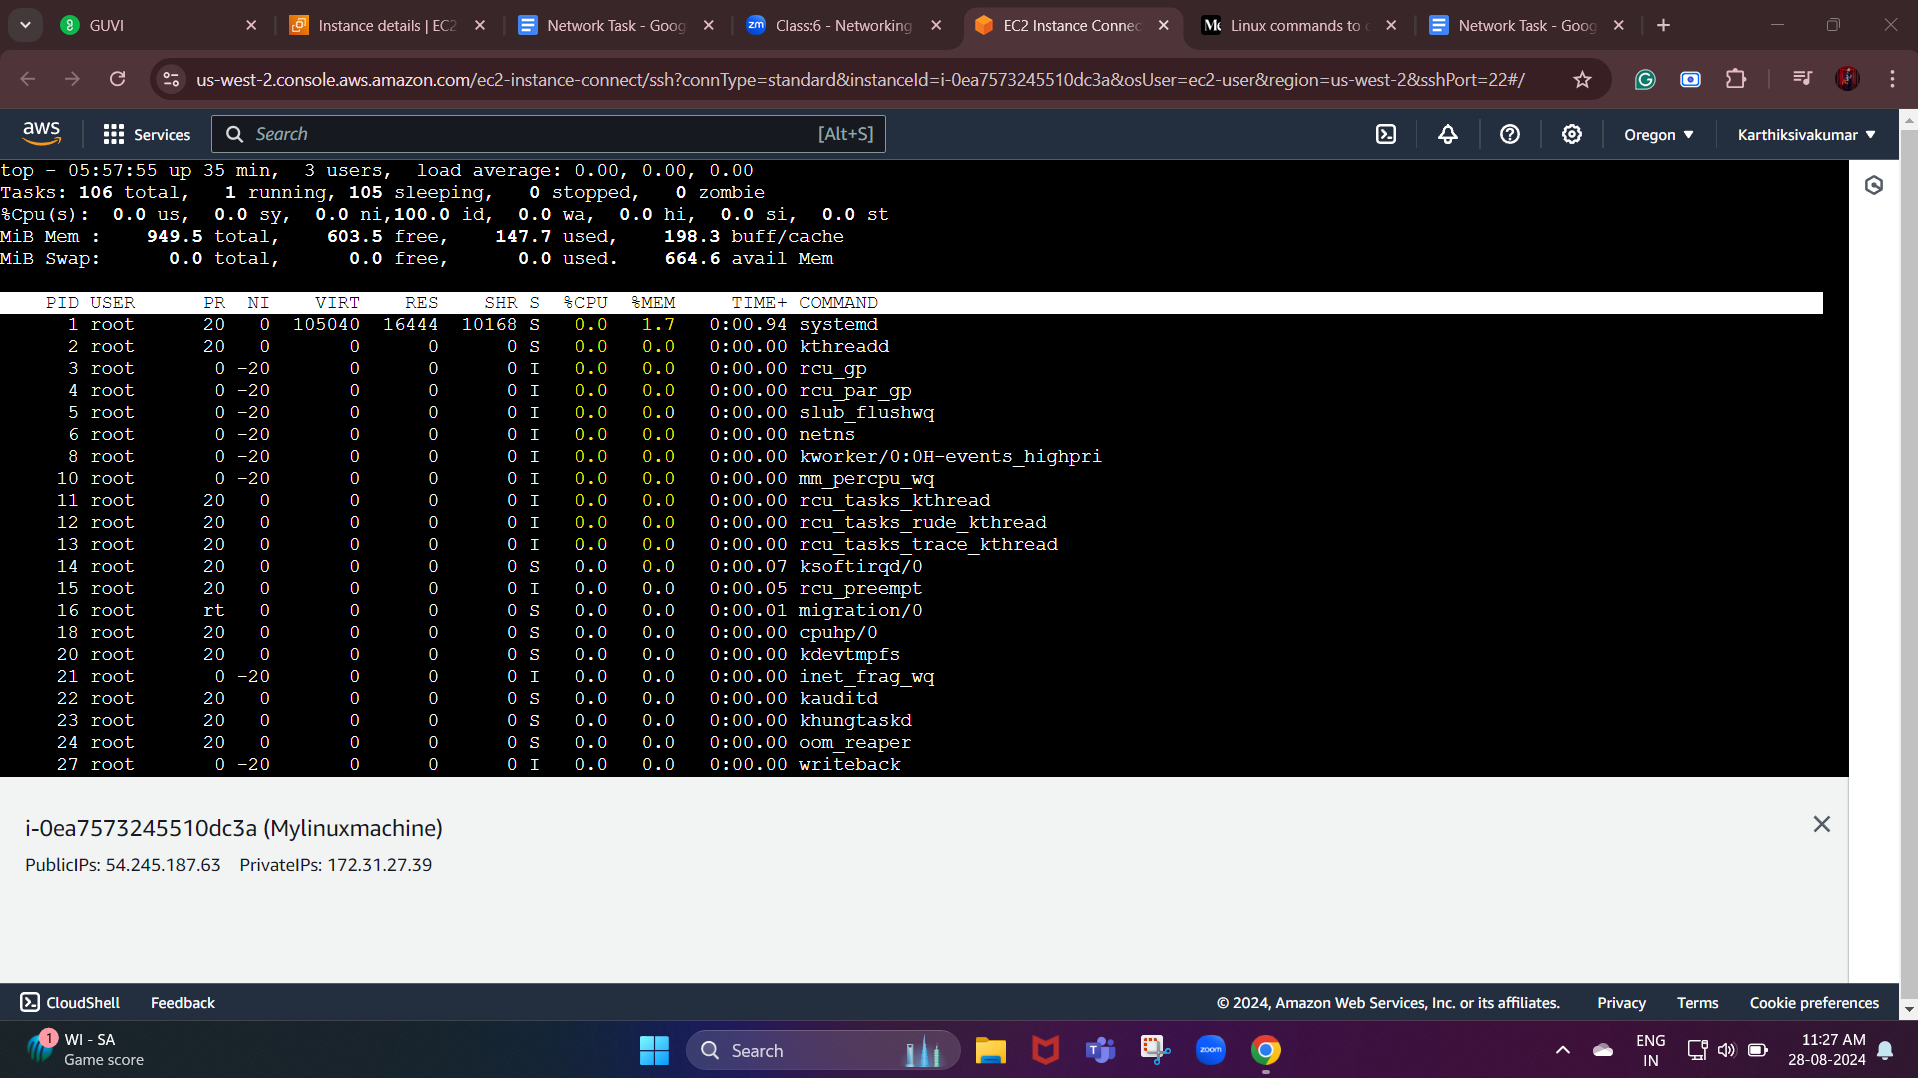 GUVI
Instance details | EC2
Network Task - Goog
Class:6 - Networking
EC2 Instance Connec
Linux commands to
Network Task - Goog
us-west-2.console.aws.amazon.com/ec2-instance-connect/ssh?connType=standard&instanceId=i-0ea7573245510dc3a&osUser=ec2-user&region=us-west-2&sshPort=22#/
aws Services Search [Alt+S] Oregon Karthiksivakumar
top - 05:57:55 up 35 min,  3 users,  load average: 0.00, 0.00, 0.00
Tasks: 106 total,   1 running, 105 sleeping,   0 stopped,   0 zombie
%Cpu(s):  0.0 us,  0.0 sy,  0.0 ni,100.0 id,  0.0 wa,  0.0 hi,  0.0 si,  0.0 st
MiB Mem :    949.5 total,    603.5 free,    147.7 used,    198.3 buff/cache
MiB Swap:      0.0 total,      0.0 free,      0.0 used.    664.6 avail Mem
PID USER      PR  NI    VIRT    RES    SHR S  %CPU  %MEM     TIME+ COMMAND
1 root      20   0  105040  16444  10168 S   0.0   1.7   0:00.94 systemd
2 root      20   0       0      0      0 S   0.0   0.0   0:00.00 kthreadd
3 root       0 -20       0      0      0 I   0.0   0.0   0:00.00 rcu_gp
4 root       0 -20       0      0      0 I   0.0   0.0   0:00.00 rcu_par_gp
5 root       0 -20       0      0      0 I   0.0   0.0   0:00.00 slub_flushwq
6 root       0 -20       0      0      0 I   0.0   0.0   0:00.00 netns
8 root       0 -20       0      0      0 I   0.0   0.0   0:00.00 kworker/0:0H-events_highpri
10 root       0 -20       0      0      0 I   0.0   0.0   0:00.00 mm_percpu_wq
11 root      20   0       0      0      0 I   0.0   0.0   0:00.00 rcu_tasks_kthread
12 root      20   0       0      0      0 I   0.0   0.0   0:00.00 rcu_tasks_rude_kthread
13 root      20   0       0      0      0 I   0.0   0.0   0:00.00 rcu_tasks_trace_kthread
14 root      20   0       0      0      0 S   0.0   0.0   0:00.07 ksoftirqd/0
15 root      20   0       0      0      0 I   0.0   0.0   0:00.05 rcu_preempt
16 root      rt   0       0      0      0 S   0.0   0.0   0:00.01 migration/0
18 root      20   0       0      0      0 S   0.0   0.0   0:00.00 cpuhp/0
20 root      20   0       0      0      0 S   0.0   0.0   0:00.00 kdevtmpfs
21 root       0 -20       0      0      0 I   0.0   0.0   0:00.00 inet_frag_wq
22 root      20   0       0      0      0 S   0.0   0.0   0:00.00 kauditd
23 root      20   0       0      0      0 S   0.0   0.0   0:00.00 khungtaskd
24 root      20   0       0      0      0 S   0.0   0.0   0:00.00 oom_reaper
27 root       0 -20       0      0      0 I   0.0   0.0   0:00.00 writeback
i-0ea7573245510dc3a (Mylinuxmachine)
PublicIPs: 54.245.187.63 PrivateIPs: 172.31.27.39
CloudShell Feedback © 2024, Amazon Web Services, Inc. or its affiliates. Privacy Terms Cookie preferences
1 WI - SA
Game score
Search
zoom
ENG
IN
11:27 AM
28-08-2024